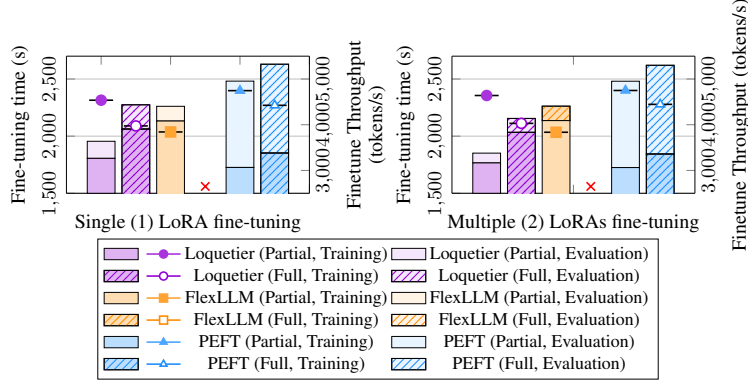 Fine-tuning time (s)
2,500
2,000
1,500
5,000
4,000
3,000
Finetune Throughput
(tokens/s)
Single (1) LoRA fine-tuning
Fine-tuning time (s)
2,500
2,000
1,500
5,000
4,000
3,000
Finetune Throughput (tokens/s)
Multiple (2) LoRAs fine-tuning
Loquetier (Partial, Training) Loquetier (Partial, Evaluation)
Loquetier (Full, Training) Loquetier (Full, Evaluation)
FlexLLM (Partial, Training) FlexLLM (Partial, Evaluation)
FlexLLM (Full, Training) FlexLLM (Full, Evaluation)
PEFT (Partial, Training) PEFT (Partial, Evaluation)
PEFT (Full, Training) PEFT (Full, Evaluation)